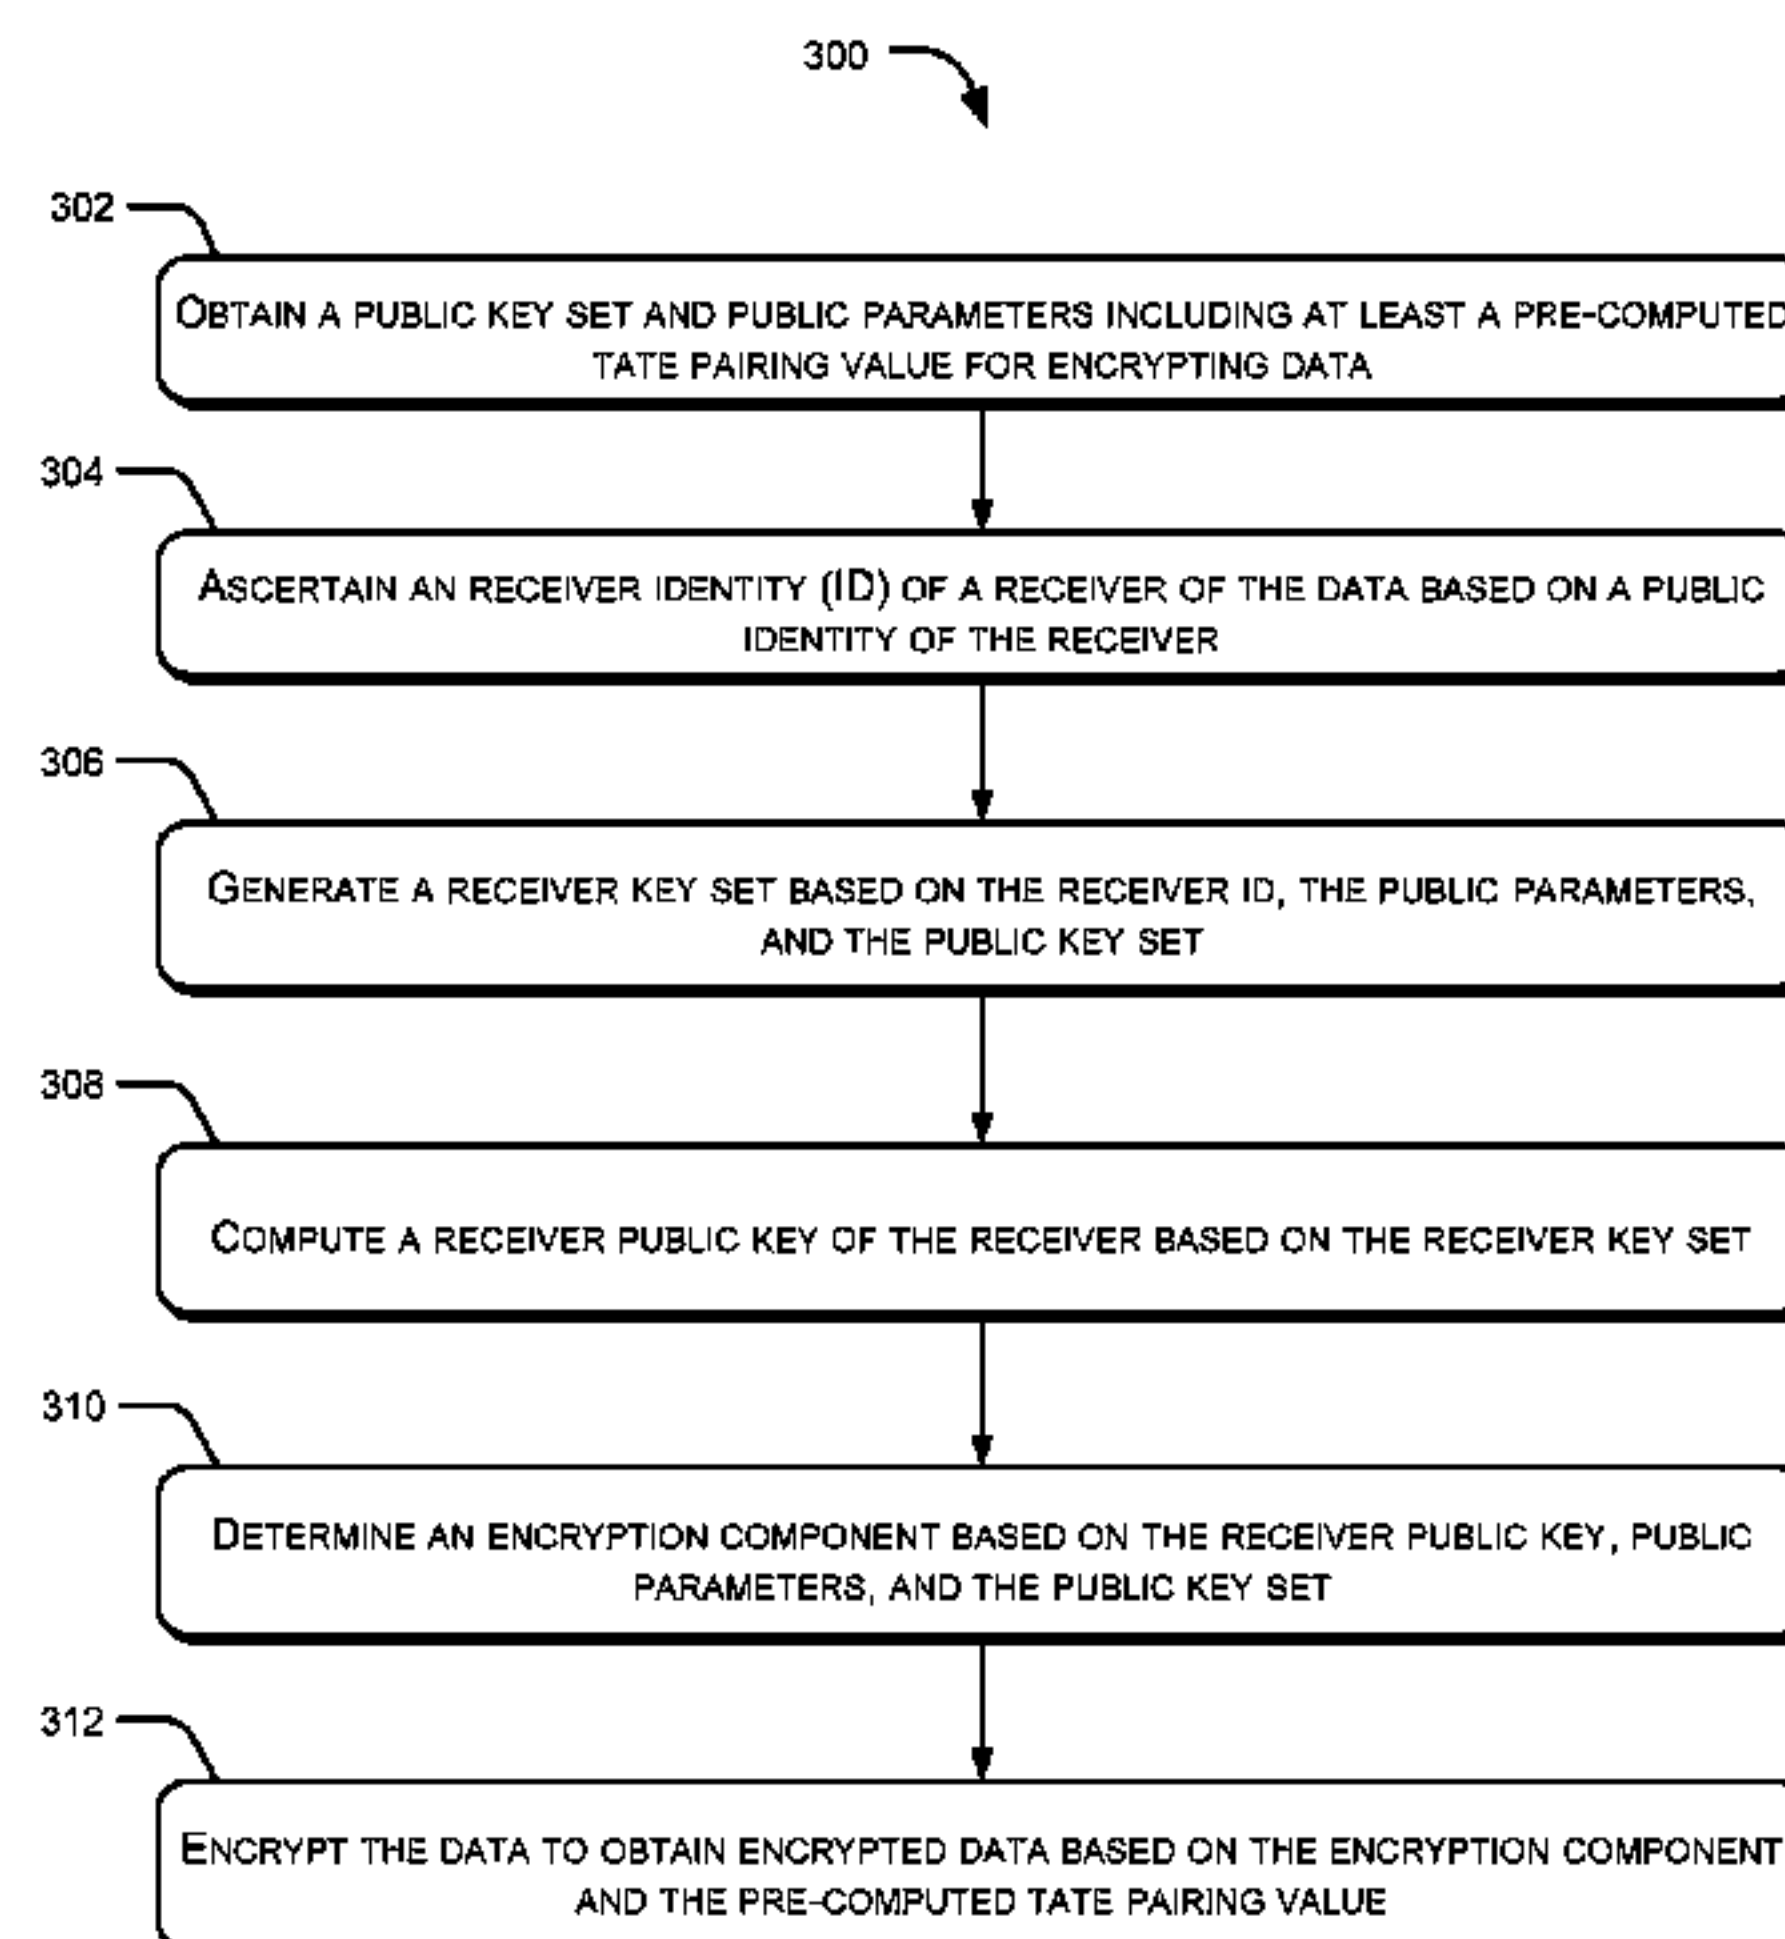 300
302
OBTAIN A PUBLIC KEY SET AND PUBLIC PARAMETERS INCLUDING AT LEAST A PRE-COMPUTED
TATE PAIRING VALUE FOR ENCRYPTING DATA
304
ASCERTAIN AN RECEIVER IDENTITY (ID) OF A RECEIVER OF THE DATA BASED ON A PUBLIC
IDENTITY OF THE RECEIVER
306
GENERATE A RECEIVER KEY SET BASED ON THE RECEIVER ID, THE PUBLIC PARAMETERS,
AND THE PUBLIC KEY SET
308
COMPUTE A RECEIVER PUBLIC KEY OF THE RECEIVER BASED ON THE RECEIVER KEY SET
310
DETERMINE AN ENCRYPTION COMPONENT BASED ON THE RECEIVER PUBLIC KEY, PUBLIC
PARAMETERS, AND THE PUBLIC KEY SET
312
ENCRYPT THE DATA TO OBTAIN ENCRYPTED DATA BASED ON THE ENCRYPTION COMPONENT
AND THE PRE-COMPUTED TATE PAIRING VALUE